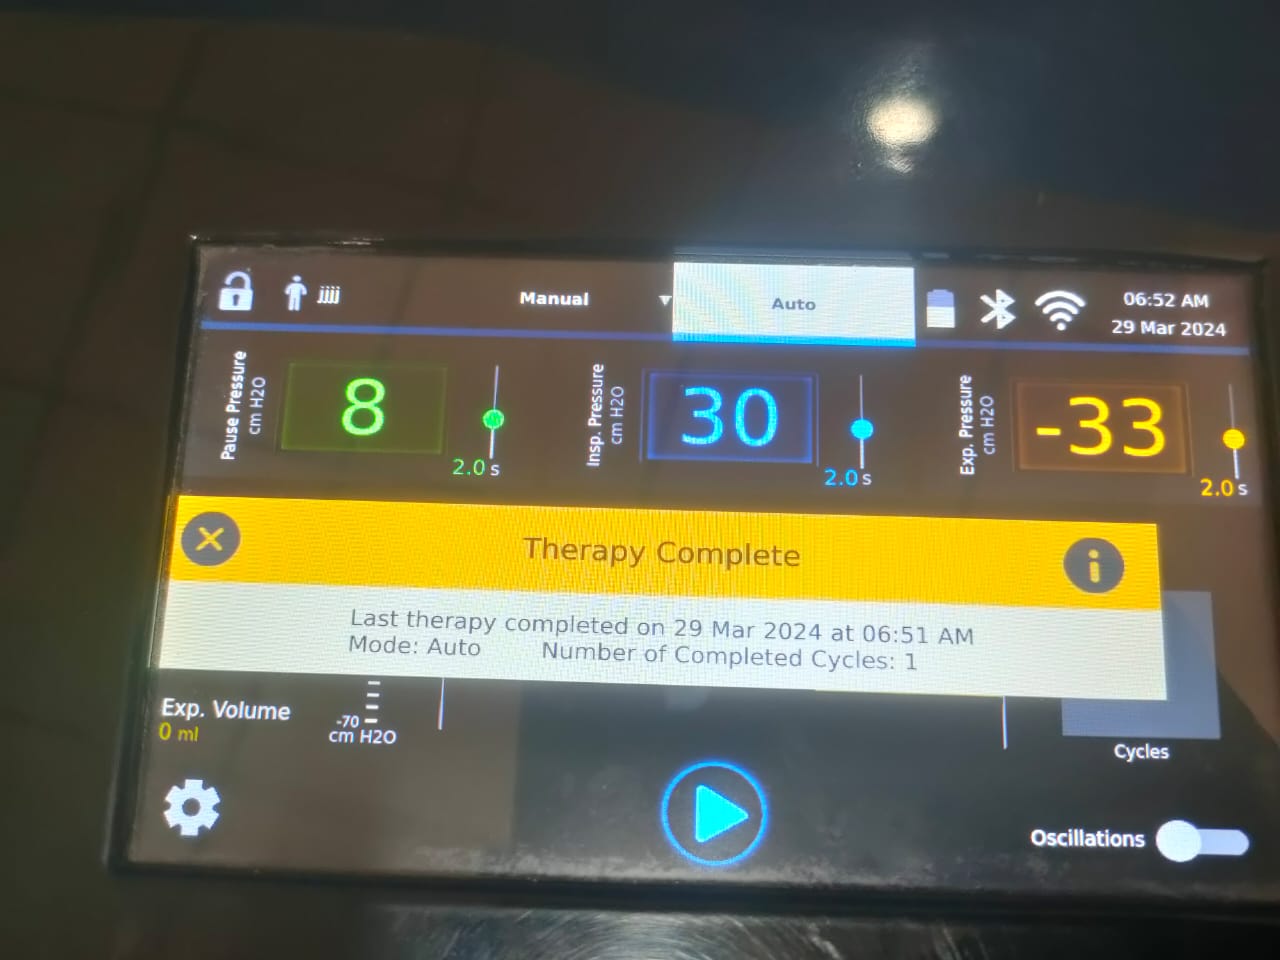 jjjj
Manual
Auto
06:52 AM
29 Mar 2024
Pause Pressure
cm H2O
8
2.0 s
Insp. Pressure
cm H2O
30
2.0 s
Exp. Pressure
cm H2O
-33
2.0 s
Therapy Complete
Last therapy completed on 29 Mar 2024 at 06:51 AM
Mode: Auto Number of Completed Cycles: 1
Exp. Volume
0 ml
-70
cm H2O
Cycles
Oscillations